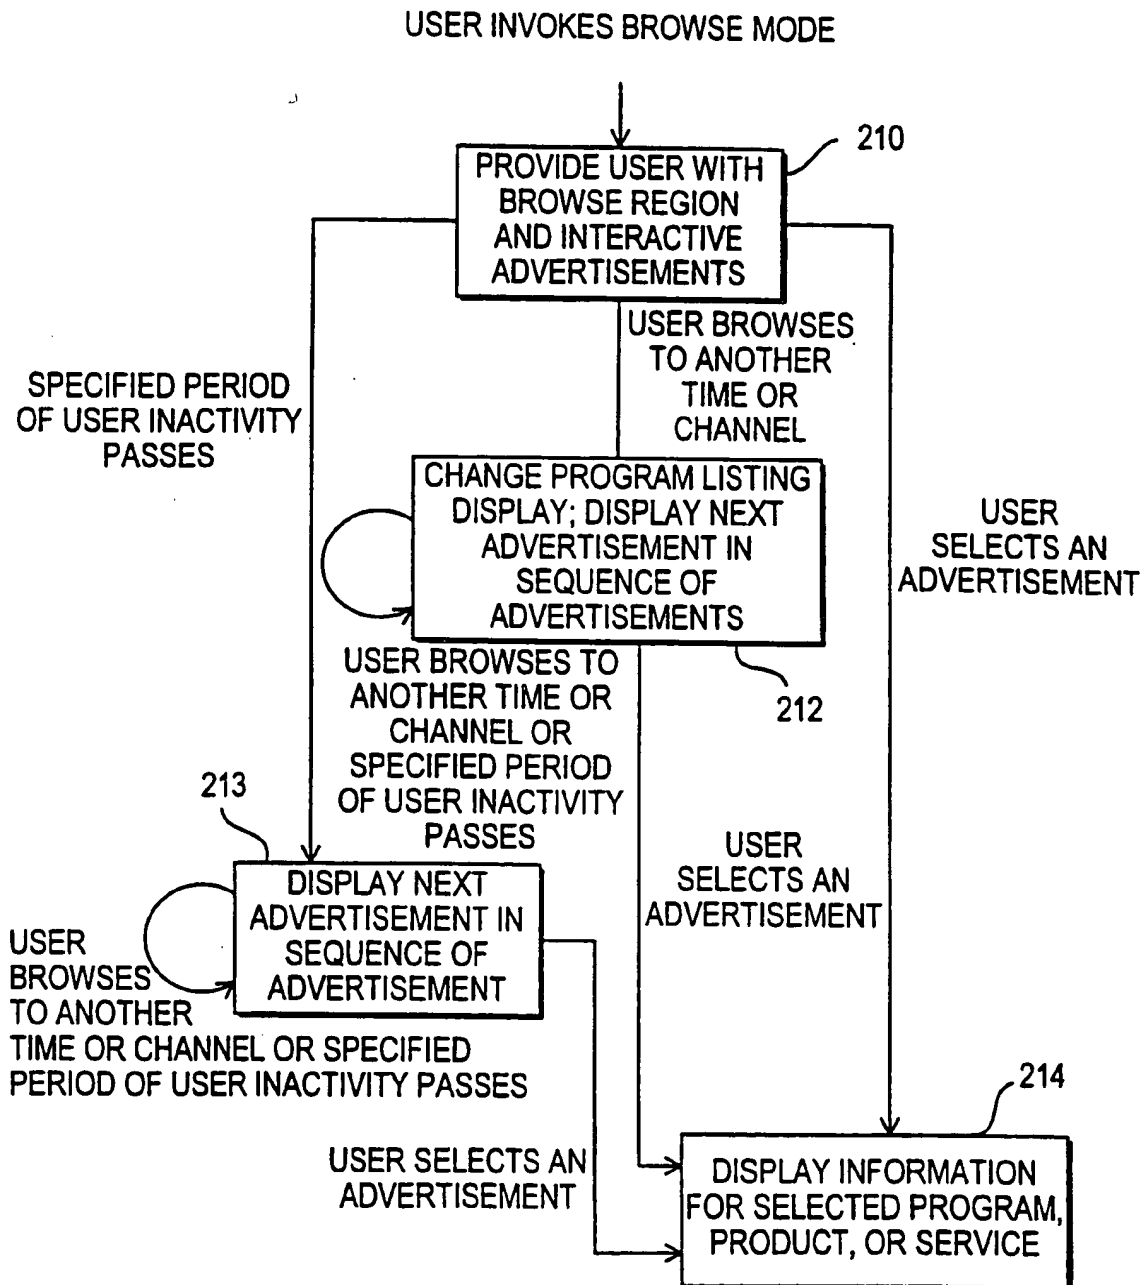 USER INVOKES BROWSE MODE
210
PROVIDE USER WITH
BROWSE REGION
AND INTERACTIVE
ADVERTISEMENTS
USER BROWSES
TO ANOTHER
TIME OR
CHANNEL
SPECIFIED PERIOD
OF USER INACTIVITY
PASSES
CHANGE PROGRAM LISTING
DISPLAY; DISPLAY NEXT
ADVERTISEMENT IN
SEQUENCE OF
ADVERTISEMENTS
USER
SELECTS AN
ADVERTISEMENT
212
USER BROWSES TO
ANOTHER TIME OR
CHANNEL OR
SPECIFIED PERIOD
OF USER INACTIVITY
PASSES
213
USER
SELECTS AN
ADVERTISEMENT
DISPLAY NEXT
ADVERTISEMENT IN
SEQUENCE OF
ADVERTISEMENT
USER
BROWSES
TO ANOTHER
TIME OR CHANNEL OR SPECIFIED
PERIOD OF USER INACTIVITY PASSES
214
USER SELECTS AN
ADVERTISEMENT
DISPLAY INFORMATION
FOR SELECTED PROGRAM,
PRODUCT, OR SERVICE